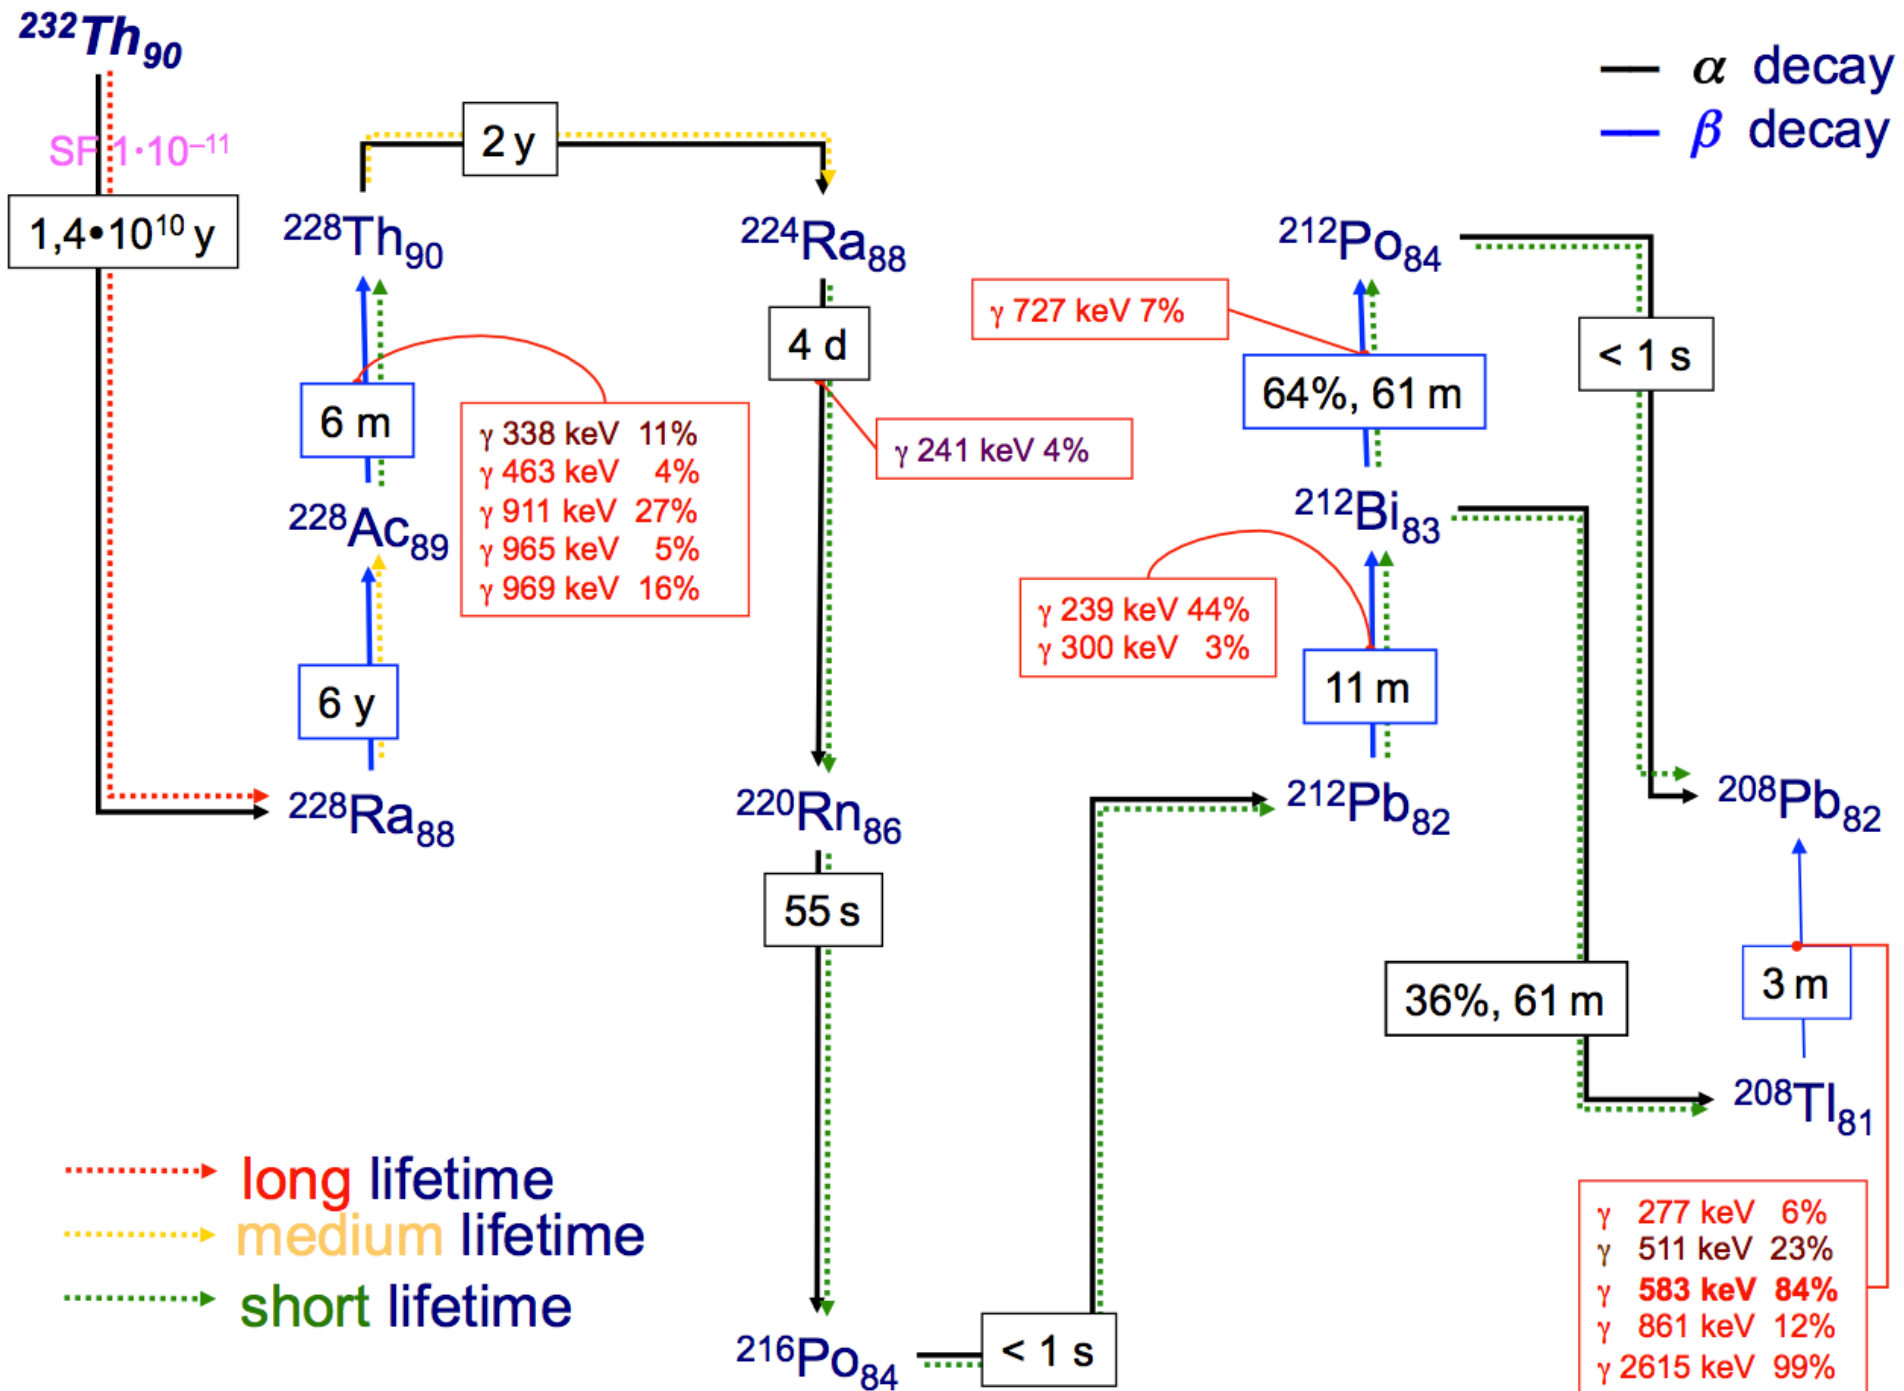 ²³²Th₉₀
α decay
β decay
SF 1·10⁻¹¹
1,4•10¹⁰ y
2 y
²²⁸Th₉₀
²²⁴Ra₈₈
²¹²Po₈₄
γ 727 keV 7%
4 d
< 1 s
6 m
64%, 61 m
γ 338 keV 11%
γ 463 keV 4%
γ 911 keV 27%
γ 965 keV 5%
γ 969 keV 16%
γ 241 keV 4%
²²⁸Ac₈₉
²¹²Bi₈₃
γ 239 keV 44%
γ 300 keV 3%
6 y
11 m
²²⁸Ra₈₈
²²⁰Rn₈₆
²¹²Pb₈₂
²⁰⁸Pb₈₂
55 s
36%, 61 m
3 m
²⁰⁸Tl₈₁
long lifetime
medium lifetime
short lifetime
γ 277 keV 6%
γ 511 keV 23%
γ 583 keV 84%
γ 861 keV 12%
γ 2615 keV 99%
²¹⁶Po₈₄
< 1 s